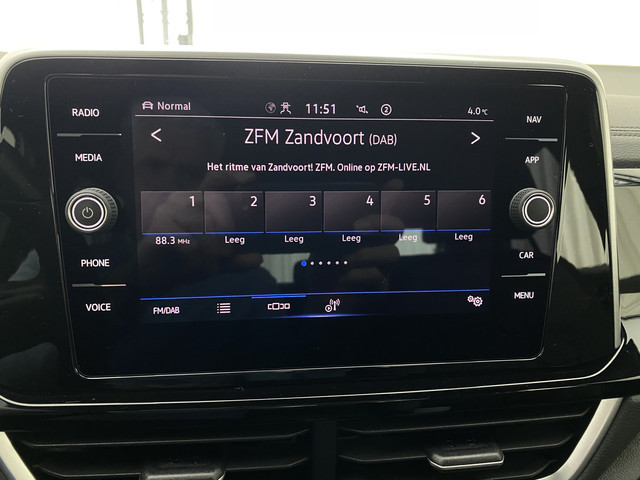 RADIO
MEDIA
PHONE
VOICE
Normal 11:51 2 4.0°C
ZFM Zandvoort (DAB)
Het ritme van Zandvoort! ZFM. Online op ZFM-LIVE.NL
1 2 3 4 5 6
88.3 MHz Leeg Leeg Leeg Leeg Leeg
FM/DAB
NAV
APP
CAR
MENU